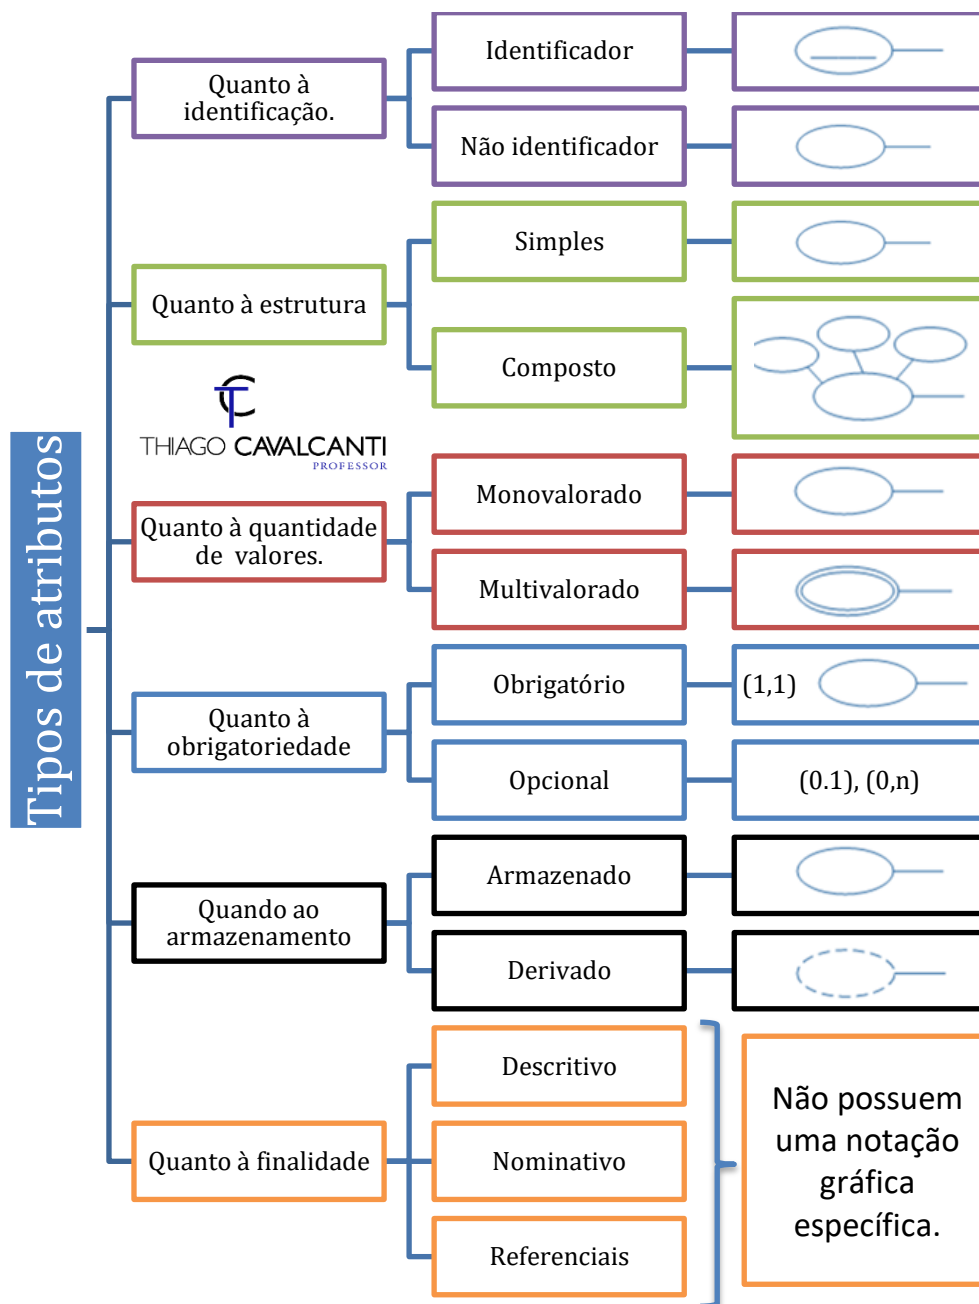 Tipos de atributos
Quanto à
identificação.
Identificador
Não identificador
Quanto à estrutura
Simples
Composto
TC
THIAGO CAVALCANTI
PROFESSOR
Quanto à quantidade
de valores.
Monovalorado
Multivalorado
Quanto à
obrigatoriedade
Obrigatório
(1,1)
Opcional
(0.1), (0,n)
Quando ao
armazenamento
Armazenado
Derivado
Quanto à finalidade
Descritivo
Nominativo
Referenciais
Não possuem
uma notação
gráfica
específica.